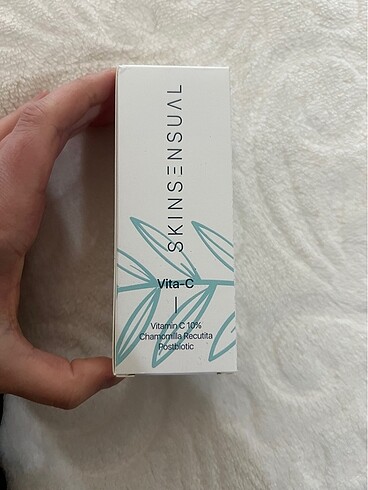 SKINSENSUAL
Vita-C
Vitamin C 10%
Chamomilla Recutita
Postbiotic